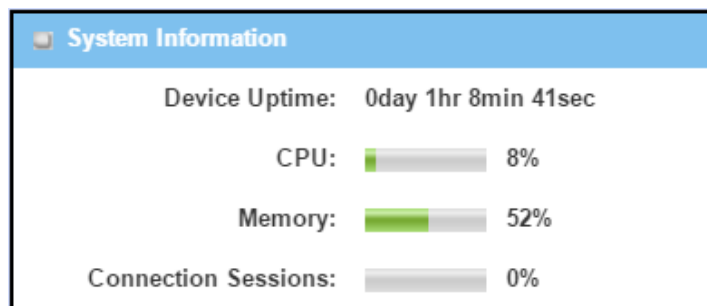 System Information
Device Uptime: 0day 1hr 8min 41sec
CPU: 8%
Memory: 52%
Connection Sessions: 0%